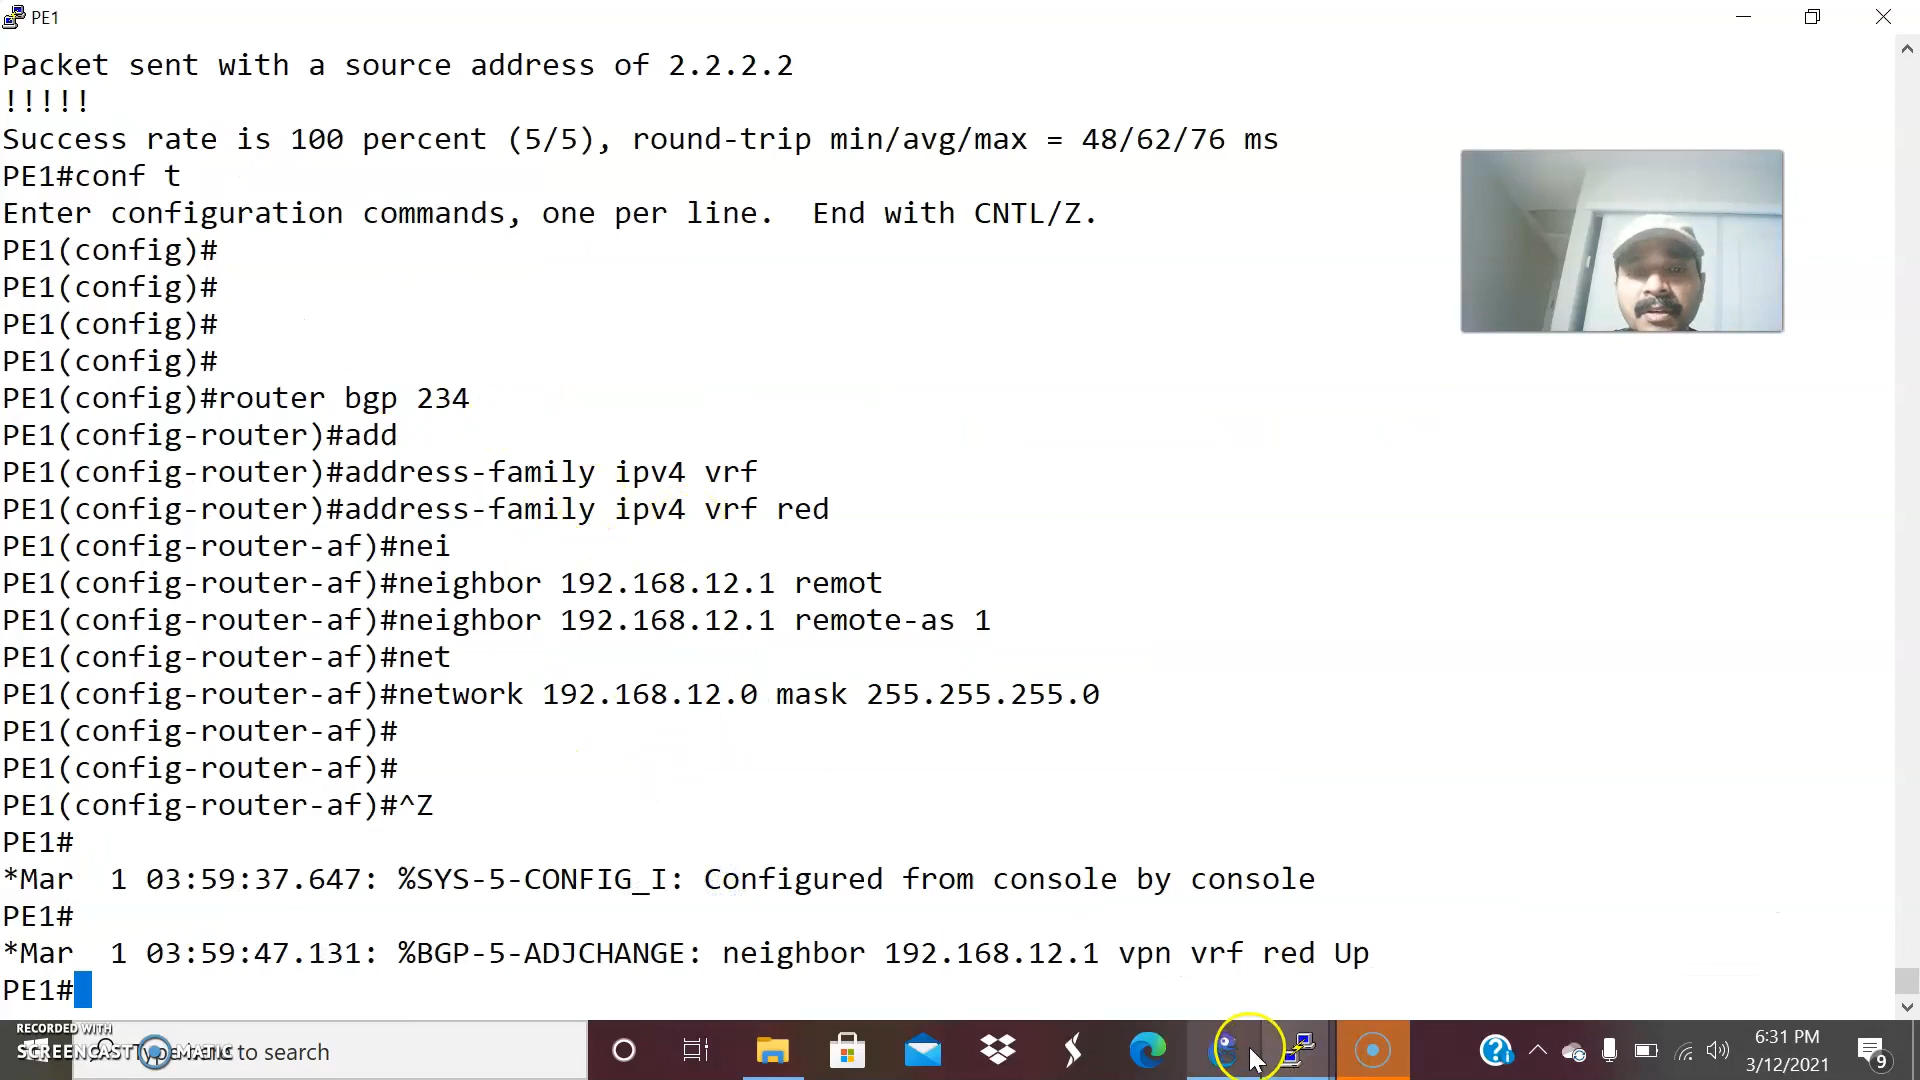 PE1
Packet sent with a source address of 2.2.2.2
!!!!!
Success rate is 100 percent (5/5), round-trip min/avg/max = 48/62/76 ms
PE1#conf t
Enter configuration commands, one per line.  End with CNTL/Z.
PE1(config)#
PE1(config)#
PE1(config)#
PE1(config)#
PE1(config)#router bgp 234
PE1(config-router)#add
PE1(config-router)#address-family ipv4 vrf
PE1(config-router)#address-family ipv4 vrf red
PE1(config-router-af)#nei
PE1(config-router-af)#neighbor 192.168.12.1 remot
PE1(config-router-af)#neighbor 192.168.12.1 remote-as 1
PE1(config-router-af)#net
PE1(config-router-af)#network 192.168.12.0 mask 255.255.255.0
PE1(config-router-af)#
PE1(config-router-af)#
PE1(config-router-af)#^Z
PE1#
*Mar  1 03:59:37.647: %SYS-5-CONFIG_I: Configured from console by console
PE1#
*Mar  1 03:59:47.131: %BGP-5-ADJCHANGE: neighbor 192.168.12.1 vpn vrf red Up
PE1#
RECORDED WITH
SCREENCAST MATIC
Type here to search
6:31 PM
3/12/2021
9